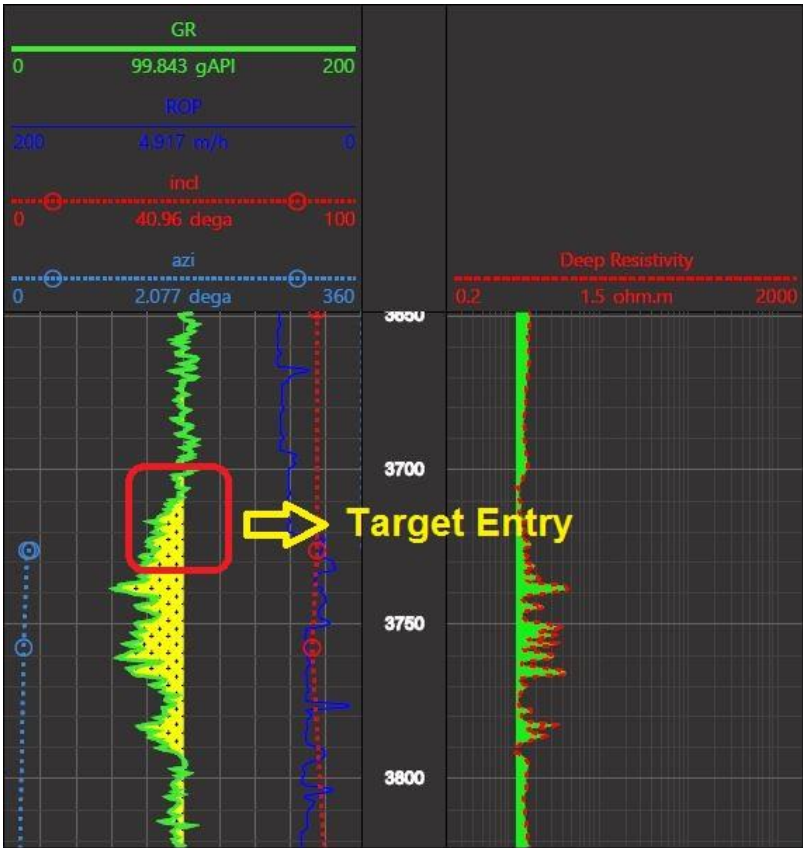 GR
0 99.843 gAPI 200
ROP
200 4.917 m/h 0
incl
0 40.96 dega 100
azi
0 2.077 dega 360
Deep Resistivity
0.2 1.5 ohm.m 2000
3650
3700
Target Entry
3750
3800